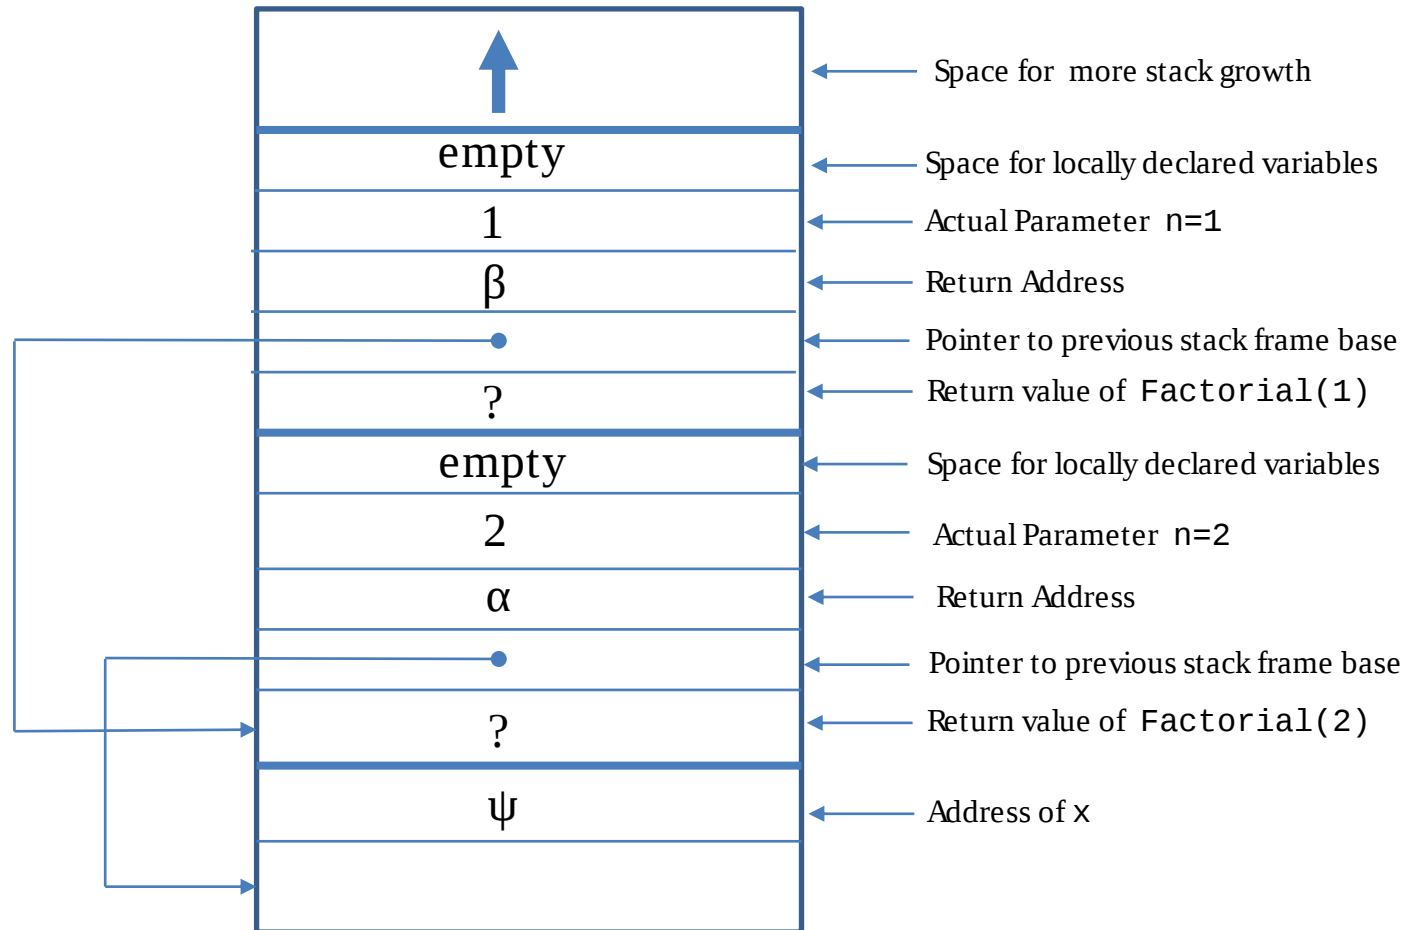 Space for more stack growth
empty
Space for locally declared variables
1
Actual Parameter n=1
β
Return Address
Pointer to previous stack frame base
?
Return value of Factorial(1)
empty
Space for locally declared variables
2
Actual Parameter n=2
α
Return Address
Pointer to previous stack frame base
?
Return value of Factorial(2)
ψ
Address of x